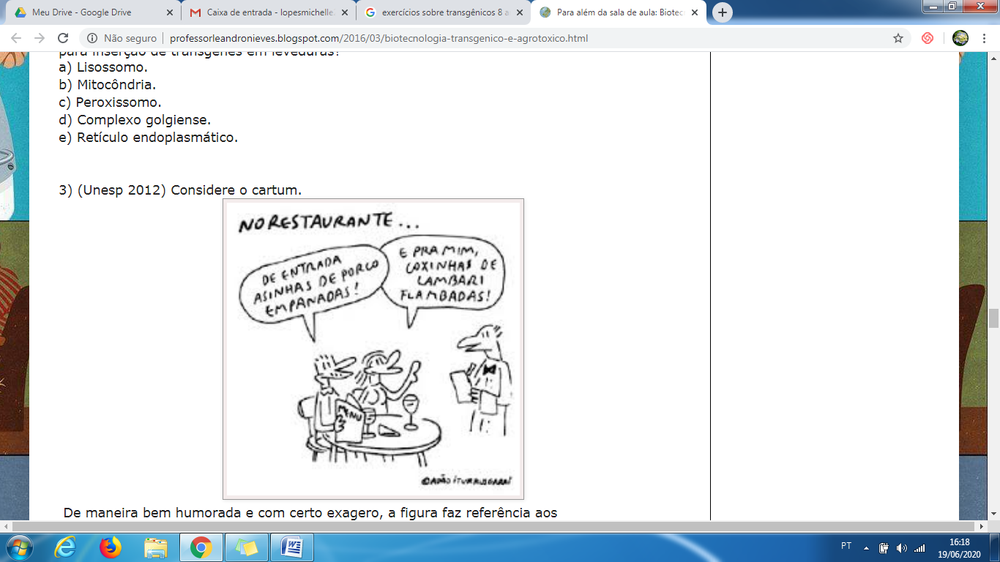 Meu Drive - Google Drive
Caixa de entrada - lopesmichelle
exercícios sobre transgênicos 8 a
Para além da sala de aula: Biotec
Não seguro
professorleandronieves.blogspot.com/2016/03/biotecnologia-transgenico-e-agrotoxico.html
para inserção de transgenes em leveduras?
a) Lisossomo.
b) Mitocôndria.
c) Peroxissomo.
d) Complexo golgiense.
e) Retículo endoplasmático.
3) (Unesp 2012) Considere o cartum.
NO RESTAURANTE...
DE ENTRADA
ASINHAS DE PORCO
EMPANADAS!
E PRA MIM,
COXINHAS DE
LAMBARI
FLAMBADAS!
MENU
©ADÃO ITURRUSGARAI
De maneira bem humorada e com certo exagero, a figura faz referência aos
PT
16:18
19/06/2020